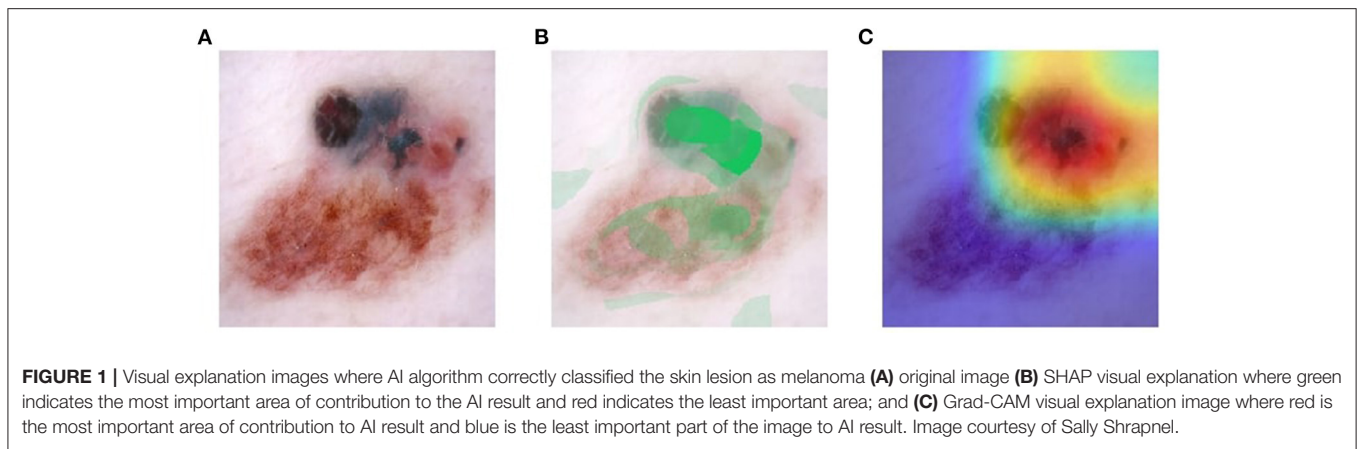 A
B
C
FIGURE 1 | Visual explanation images where AI algorithm correctly classified the skin lesion as melanoma (A) original image (B) SHAP visual explanation where green
indicates the most important area of contribution to the AI result and red indicates the least important area; and (C) Grad-CAM visual explanation image where red is
the most important area of contribution to AI result and blue is the least important part of the image to AI result. Image courtesy of Sally Shrapnel.